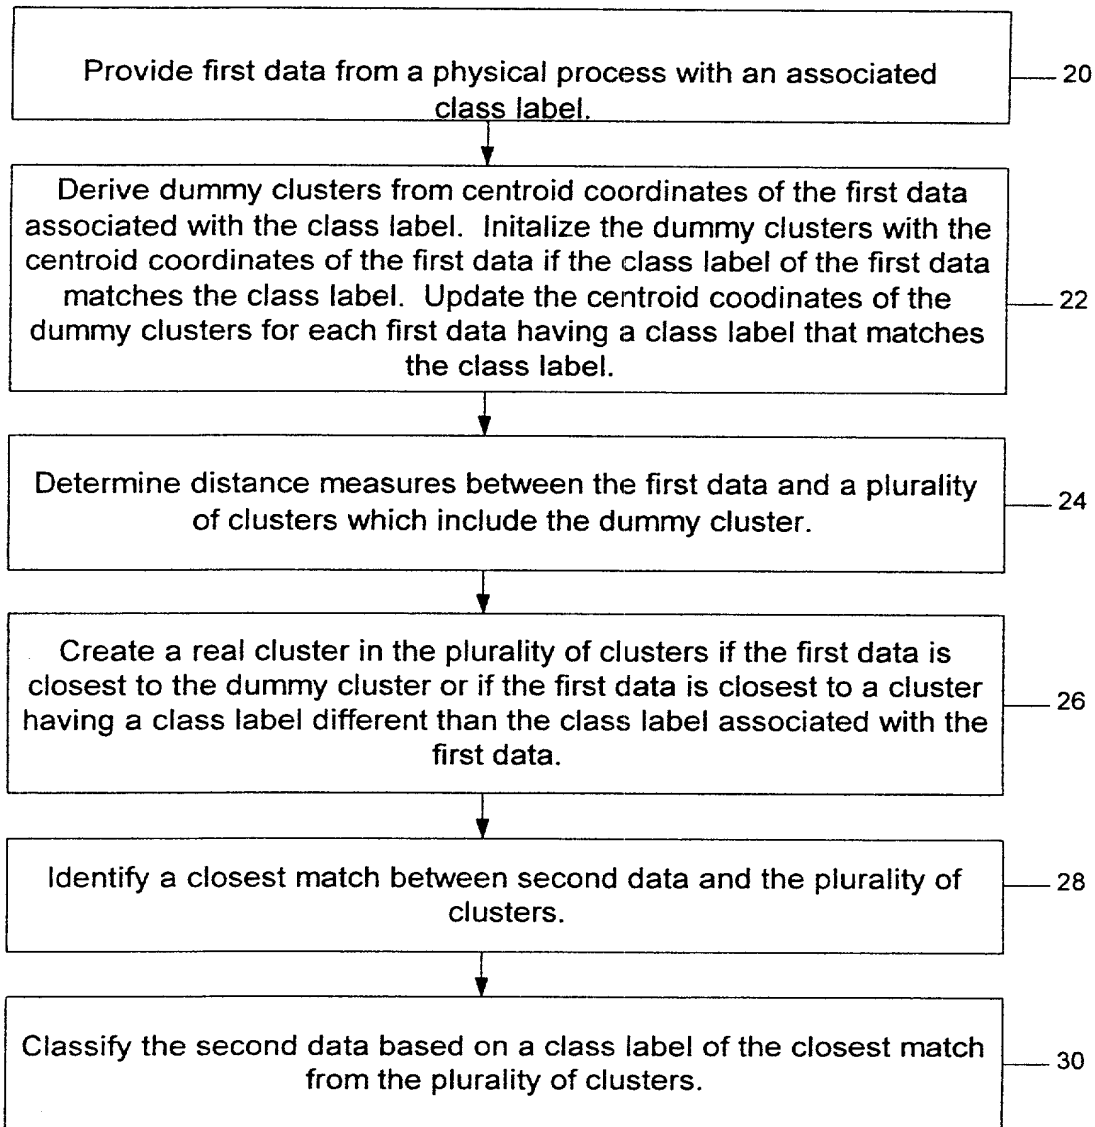 Provide first data from a physical process with an associated
class label.
20
Derive dummy clusters from centroid coordinates of the first data
associated with the class label.  Initalize the dummy clusters with the
centroid coordinates of the first data if the class label of the first data
matches the class label.  Update the centroid coodinates of the
dummy clusters for each first data having a class label that matches
the class label.
22
Determine distance measures between the first data and a plurality
of clusters which include the dummy cluster.
24
Create a real cluster in the plurality of clusters if the first data is
closest to the dummy cluster or if the first data is closest to a cluster
having a class label different than the class label associated with the
first data.
26
Identify a closest match between second data and the plurality of
clusters.
28
Classify the second data based on a class label of the closest match
from the plurality of clusters.
30